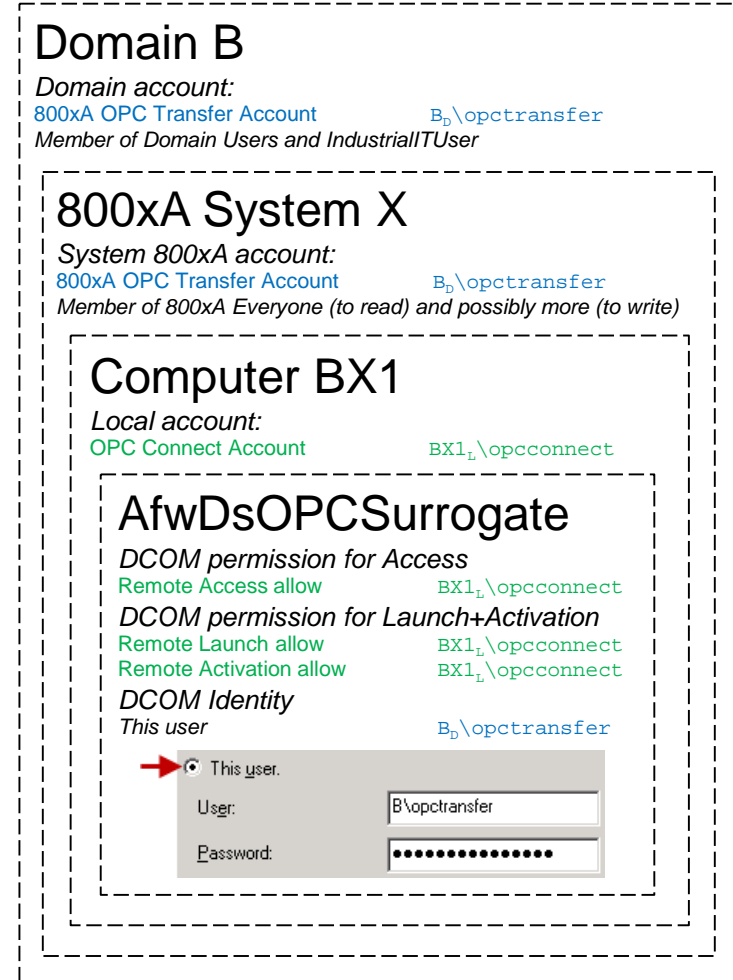 Domain B
Domain account:
800xA OPC Transfer Account B_D\opctransfer
Member of Domain Users and IndustrialITUser
800xA System X
System 800xA account:
800xA OPC Transfer Account B_D\opctransfer
Member of 800xA Everyone (to read) and possibly more (to write)
Computer BX1
Local account:
OPC Connect Account BX1_L\opcconnect
AfwDsOPCSurrogate
DCOM permission for Access
Remote Access allow BX1_L\opcconnect
DCOM permission for Launch+Activation
Remote Launch allow BX1_L\opcconnect
Remote Activation allow BX1_L\opcconnect
DCOM Identity
This user B_D\opctransfer
This user.
User: B\opctransfer
Password: ●●●●●●●●●●●●●●●